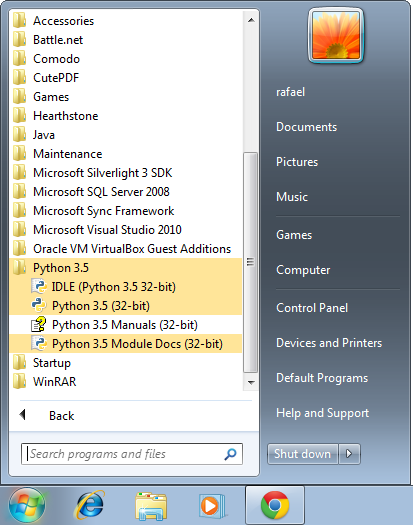 Accessories
Battle.net
Comodo
CutePDF
Games
Hearthstone
Java
Maintenance
Microsoft Silverlight 3 SDK
Microsoft SQL Server 2008
Microsoft Sync Framework
Microsoft Visual Studio 2010
Oracle VM VirtualBox Guest Additions
Python 3.5
IDLE (Python 3.5 32-bit)
Python 3.5 (32-bit)
Python 3.5 Manuals (32-bit)
Python 3.5 Module Docs (32-bit)
Startup
WinRAR
Back
Search programs and files
rafael
Documents
Pictures
Music
Games
Computer
Control Panel
Devices and Printers
Default Programs
Help and Support
Shut down